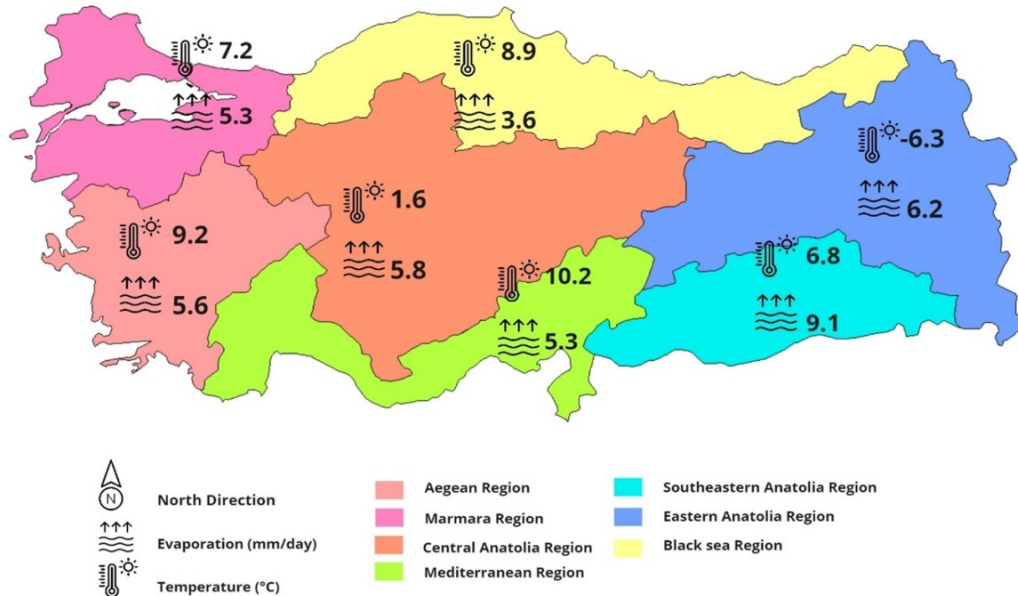 7.2
5.3
8.9
3.6
-6.3
6.2
1.6
5.8
9.2
5.6
10.2
5.3
6.8
9.1
N
North Direction
Evaporation (mm/day)
Temperature (°C)
Aegean Region
Marmara Region
Central Anatolia Region
Mediterranean Region
Southeastern Anatolia Region
Eastern Anatolia Region
Black sea Region